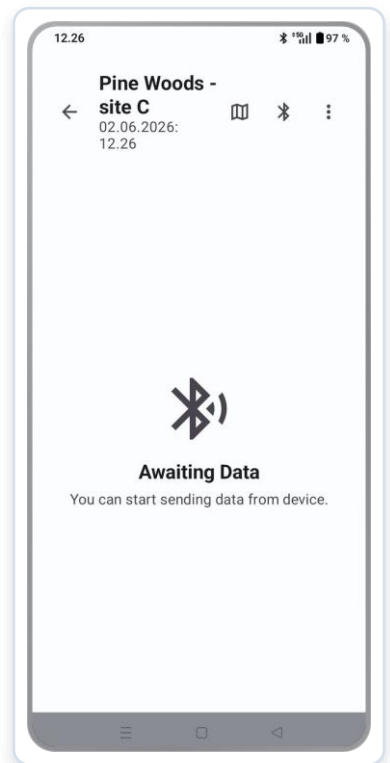 12.26 97 %
Pine Woods -
site C
02.06.2026:
12.26
Awaiting Data
You can start sending data from device.